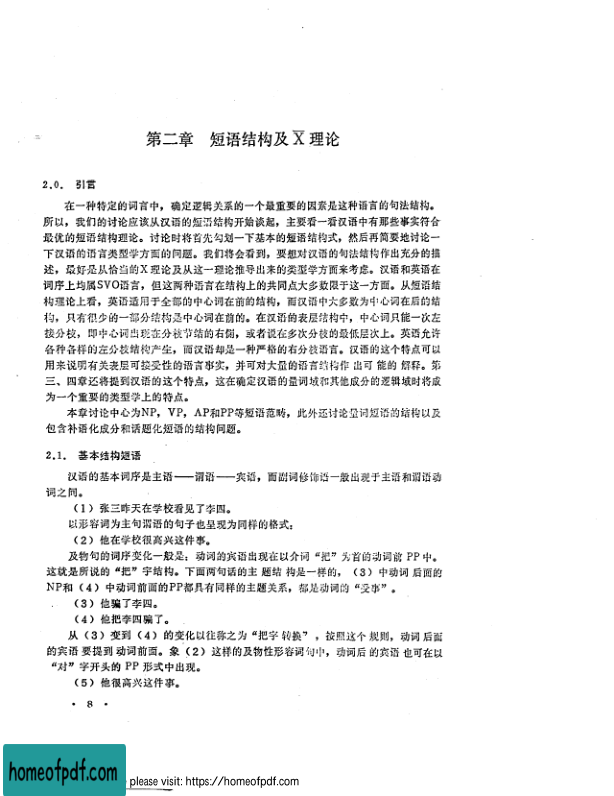 第二章 短语结构及X̄理论
2.0. 引言
在一种特定的词言中，确定逻辑关系的一个最重要的因素是这种语言的句法结构。
所以，我们的讨论应该从汉语的短语结构开始谈起，主要看一看汉语中有那些事实符合
最优的短语结构理论。讨论时将首先勾划一下基本的短语结构式，然后再简要地讨论一
下汉语的语言类型学方面的问题。我们将会看到，要想对汉语的句法结构作出充分的描
述，最好是从恰当的X理论及从这一理论推导出来的类型学方面来考虑。汉语和英语在
词序上均属SVO语言，但这两种语言在结构上的共同点大多数限于这一方面。从短语结
构理论上看，英语适用于全部的中心词在前的结构，而汉语中大多数为中心词在后的结
构，只有很少的一部分结构是中心词在前的。在汉语的表层结构中，中心词只能一次左
接分枝，即中心词出现在分枝节结的右侧，或者说在多次分枝的最低层次上。英语允许
各种各样的左分枝结构产生，而汉语却是一种严格的右分枝语言。汉语的这个特点可以
用来说明有关表层可接受性的语言事实，并可对大量的语言结构作出可能的解释。第
三、四章还将提到汉语的这个特点，这在确定汉语的量词域和其他成分的逻辑域时将成
为一个重要的类型学上的特点。
本章讨论中心为NP，VP，AP和PP等短语范畴，此外还讨论量词短语的结构以及
包含补语化成分和话题化短语的结构问题。
2.1. 基本结构短语
汉语的基本词序是主语——谓语——宾语，而副词修饰语一般出现于主语和谓语动
词之间。
（1）张三昨天在学校看见了李四。
以形容词为主句谓语的句子也呈现为同样的格式：
（2）他在学校很高兴这件事。
及物句的词序变化一般是：动词的宾语出现在以介词“把”为首的动词前PP中。
这就是所说的“把”字结构。下面两句话的主题结构是一样的，（3）中动词后面的
NP和（4）中动词前面的PP都具有同样的主题关系，都是动词的“受事”。
（3）他骗了李四。
（4）他把李四骗了。
从（3）变到（4）的变化以往称之为“把字转换”，按照这个规则，动词后面
的宾语要提到动词前面。象（2）这样的及物性形容词句中，动词后的宾语也可在以
“对”字开头的PP形式中出现。
（5）他很高兴这件事。
· 8 ·
homeofpdf.com
please visit: https://homeofpdf.com